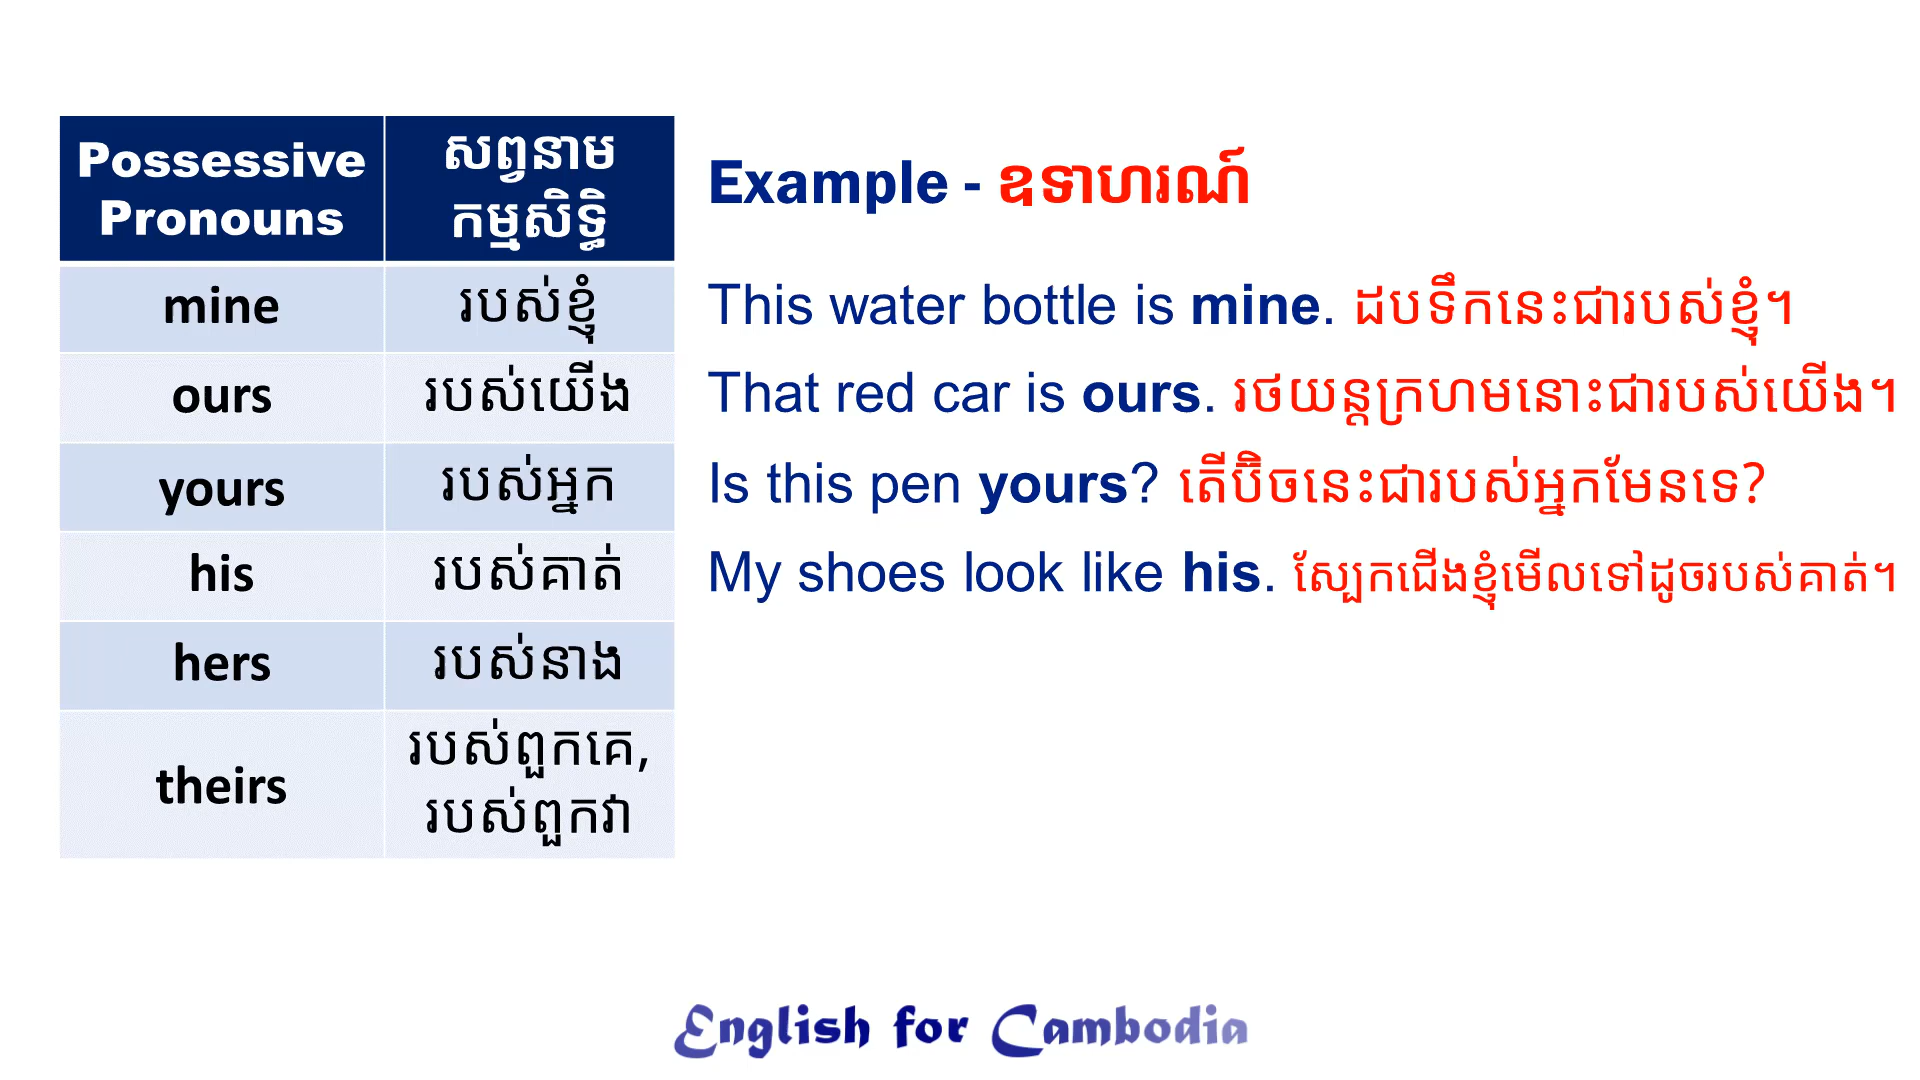 Possessive
Pronouns
សព្វនាម
កម្មសិទ្ធិ
mine
របស់ខ្ញុំ
ours
របស់យើង
yours
របស់អ្នក
his
របស់គាត់
hers
របស់នាង
theirs
របស់ពួកគេ,
របស់ពួកវា
Example - ឧទាហរណ៍
This water bottle is mine. ដបទឹកនេះជារបស់ខ្ញុំ។
That red car is ours. រថយន្តក្រហមនោះជារបស់យើង។
Is this pen yours? តើប៊ិចនេះជារបស់អ្នកមែនទេ?
My shoes look like his. ស្បែកជើងខ្ញុំមើលទៅដូចរបស់គាត់។
English for Cambodia